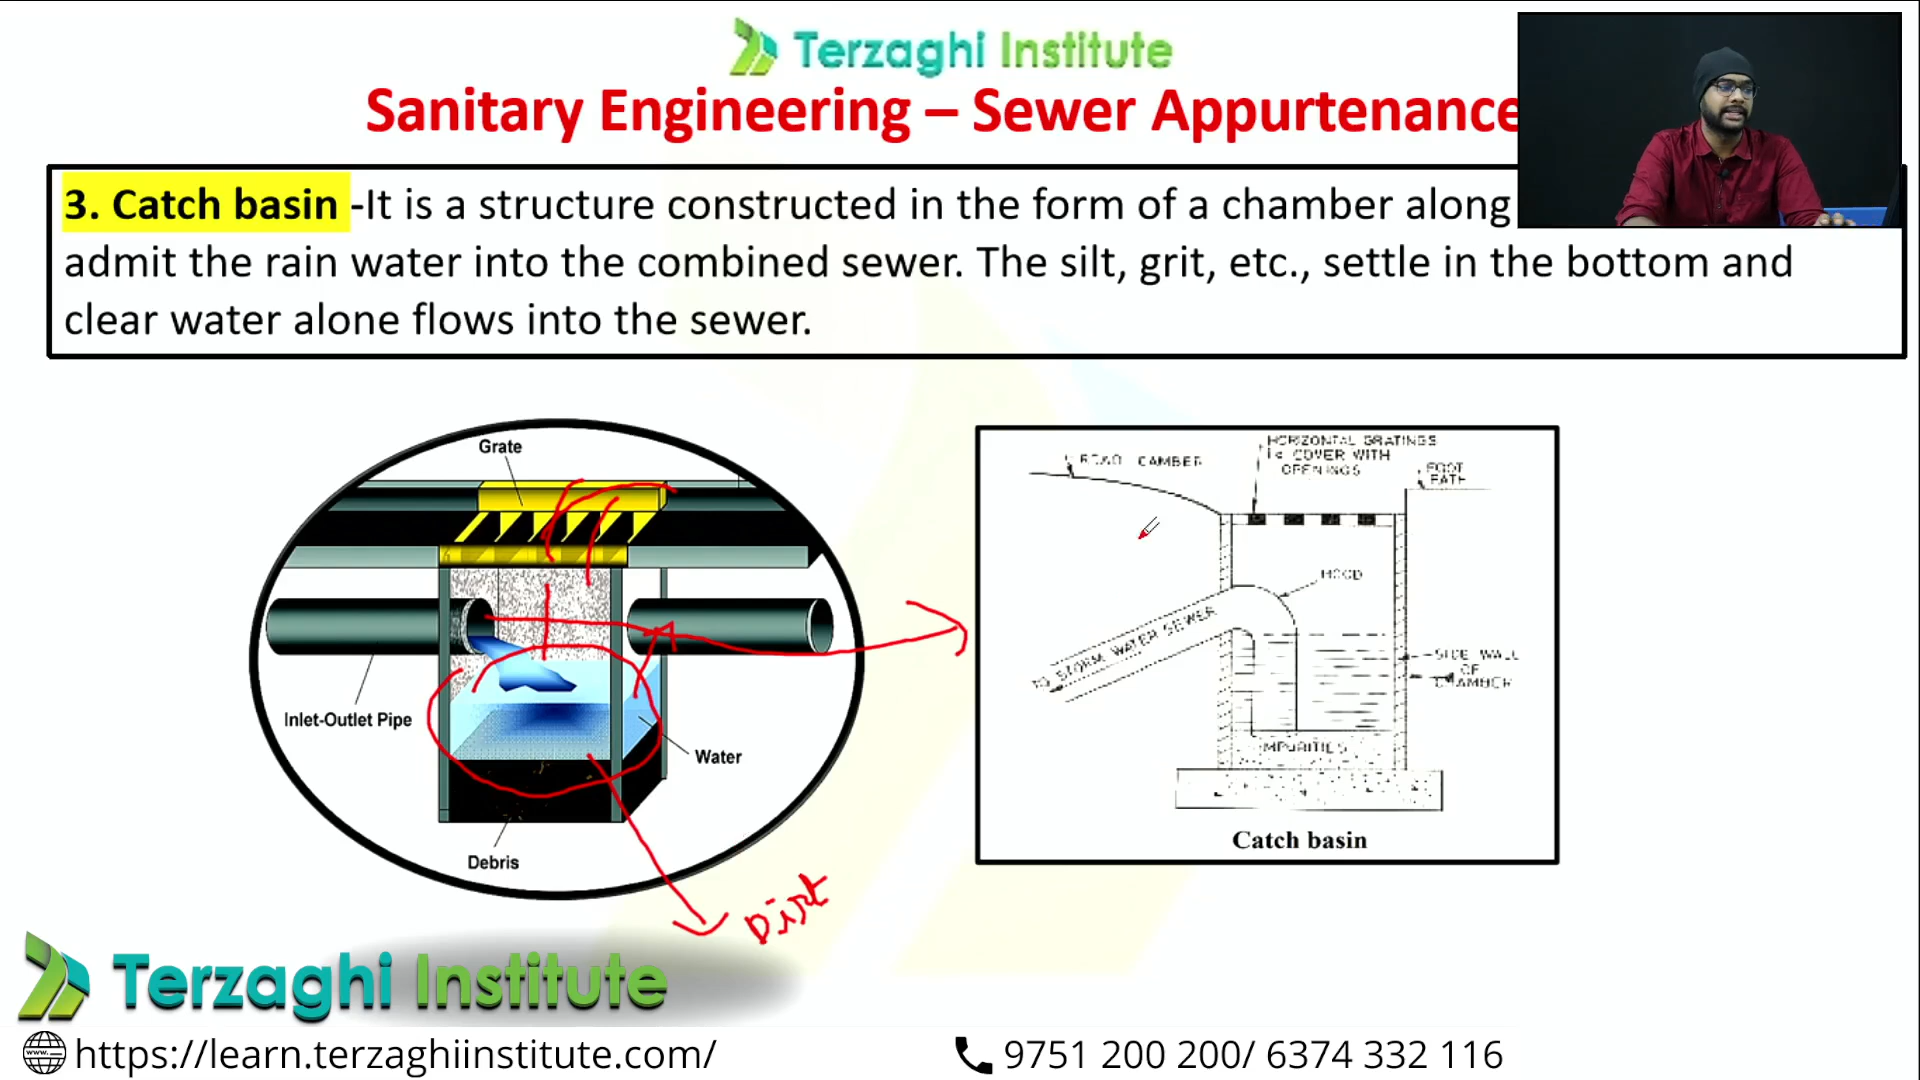 Terzaghi Institute
Sanitary Engineering – Sewer Appurtenance
3. Catch basin -It is a structure constructed in the form of a chamber along
admit the rain water into the combined sewer. The silt, grit, etc., settle in the bottom and
clear water alone flows into the sewer.
Grate
Inlet-Outlet Pipe
Water
Debris
Dirt
ROAD CAMBER
HORIZONTAL GRATINGS
i.e COVER WITH
OPENINGS
FOOT
PATH
HOOD
TO STORM WATER SEWER
SIDE WALL
OF
CHAMBER
IMPURITIES
Catch basin
Terzaghi Institute
https://learn.terzaghiinstitute.com/
9751 200 200/ 6374 332 116